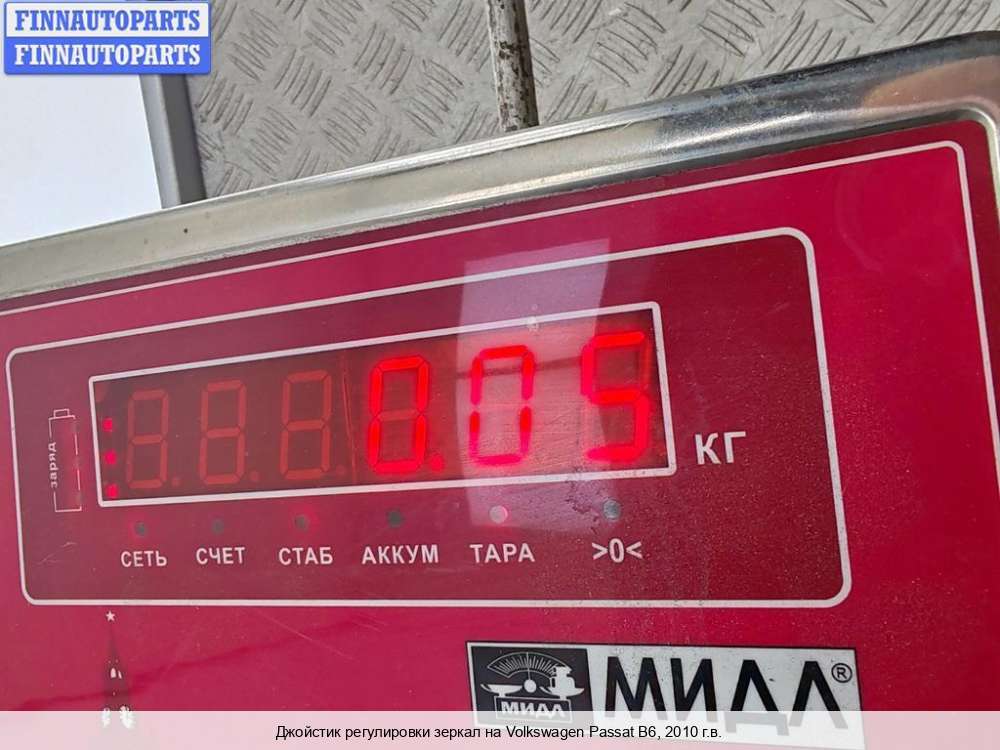 FINNAUTOPARTS
FINNAUTOPARTS
заряд
0.05 КГ
СЕТЬ СЧЕТ СТАБ АККУМ ТАРА >0<
МИДЛ МИДЛ®
Джойстик регулировки зеркал на Volkswagen Passat B6, 2010 г.в.